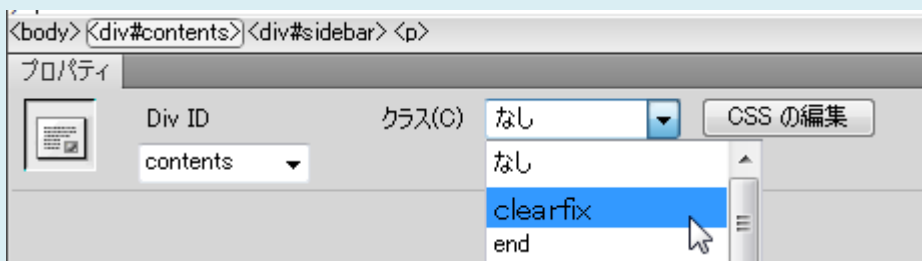 <body> <div#contents> <div#sidebar> <p>
プロパティ
Div ID クラス(C) なし CSS の編集
contents なし
clearfix
end